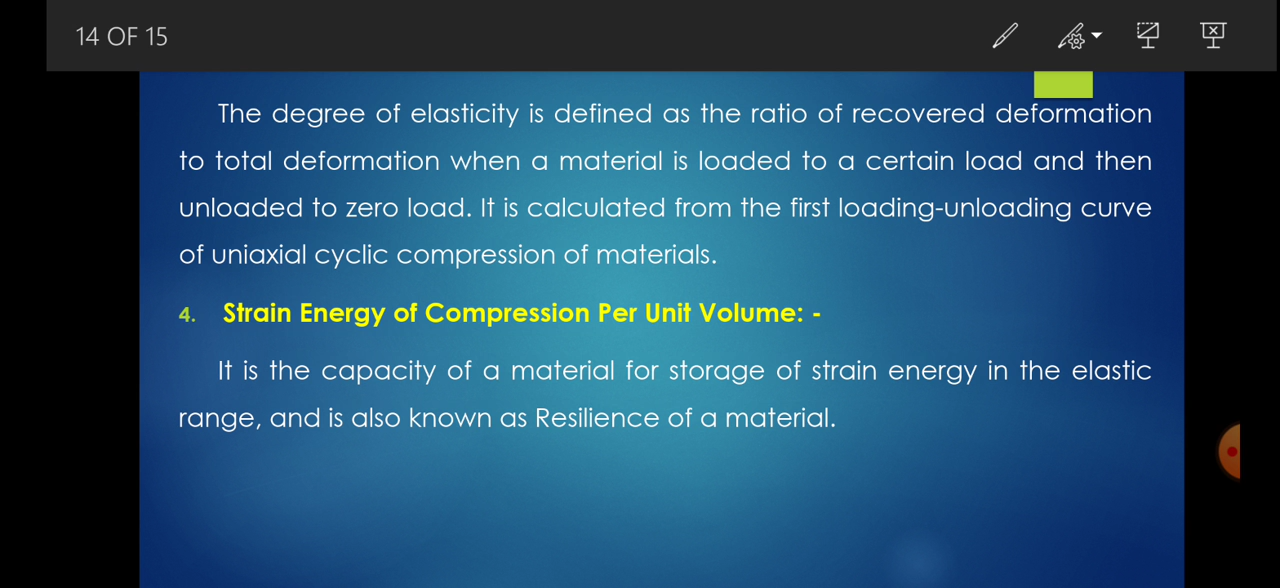 14 OF 15
The degree of elasticity is defined as the ratio of recovered deformation
to total deformation when a material is loaded to a certain load and then
unloaded to zero load. It is calculated from the first loading-unloading curve
of uniaxial cyclic compression of materials.
4. Strain Energy of Compression Per Unit Volume: -
It is the capacity of a material for storage of strain energy in the elastic
range, and is also known as Resilience of a material.